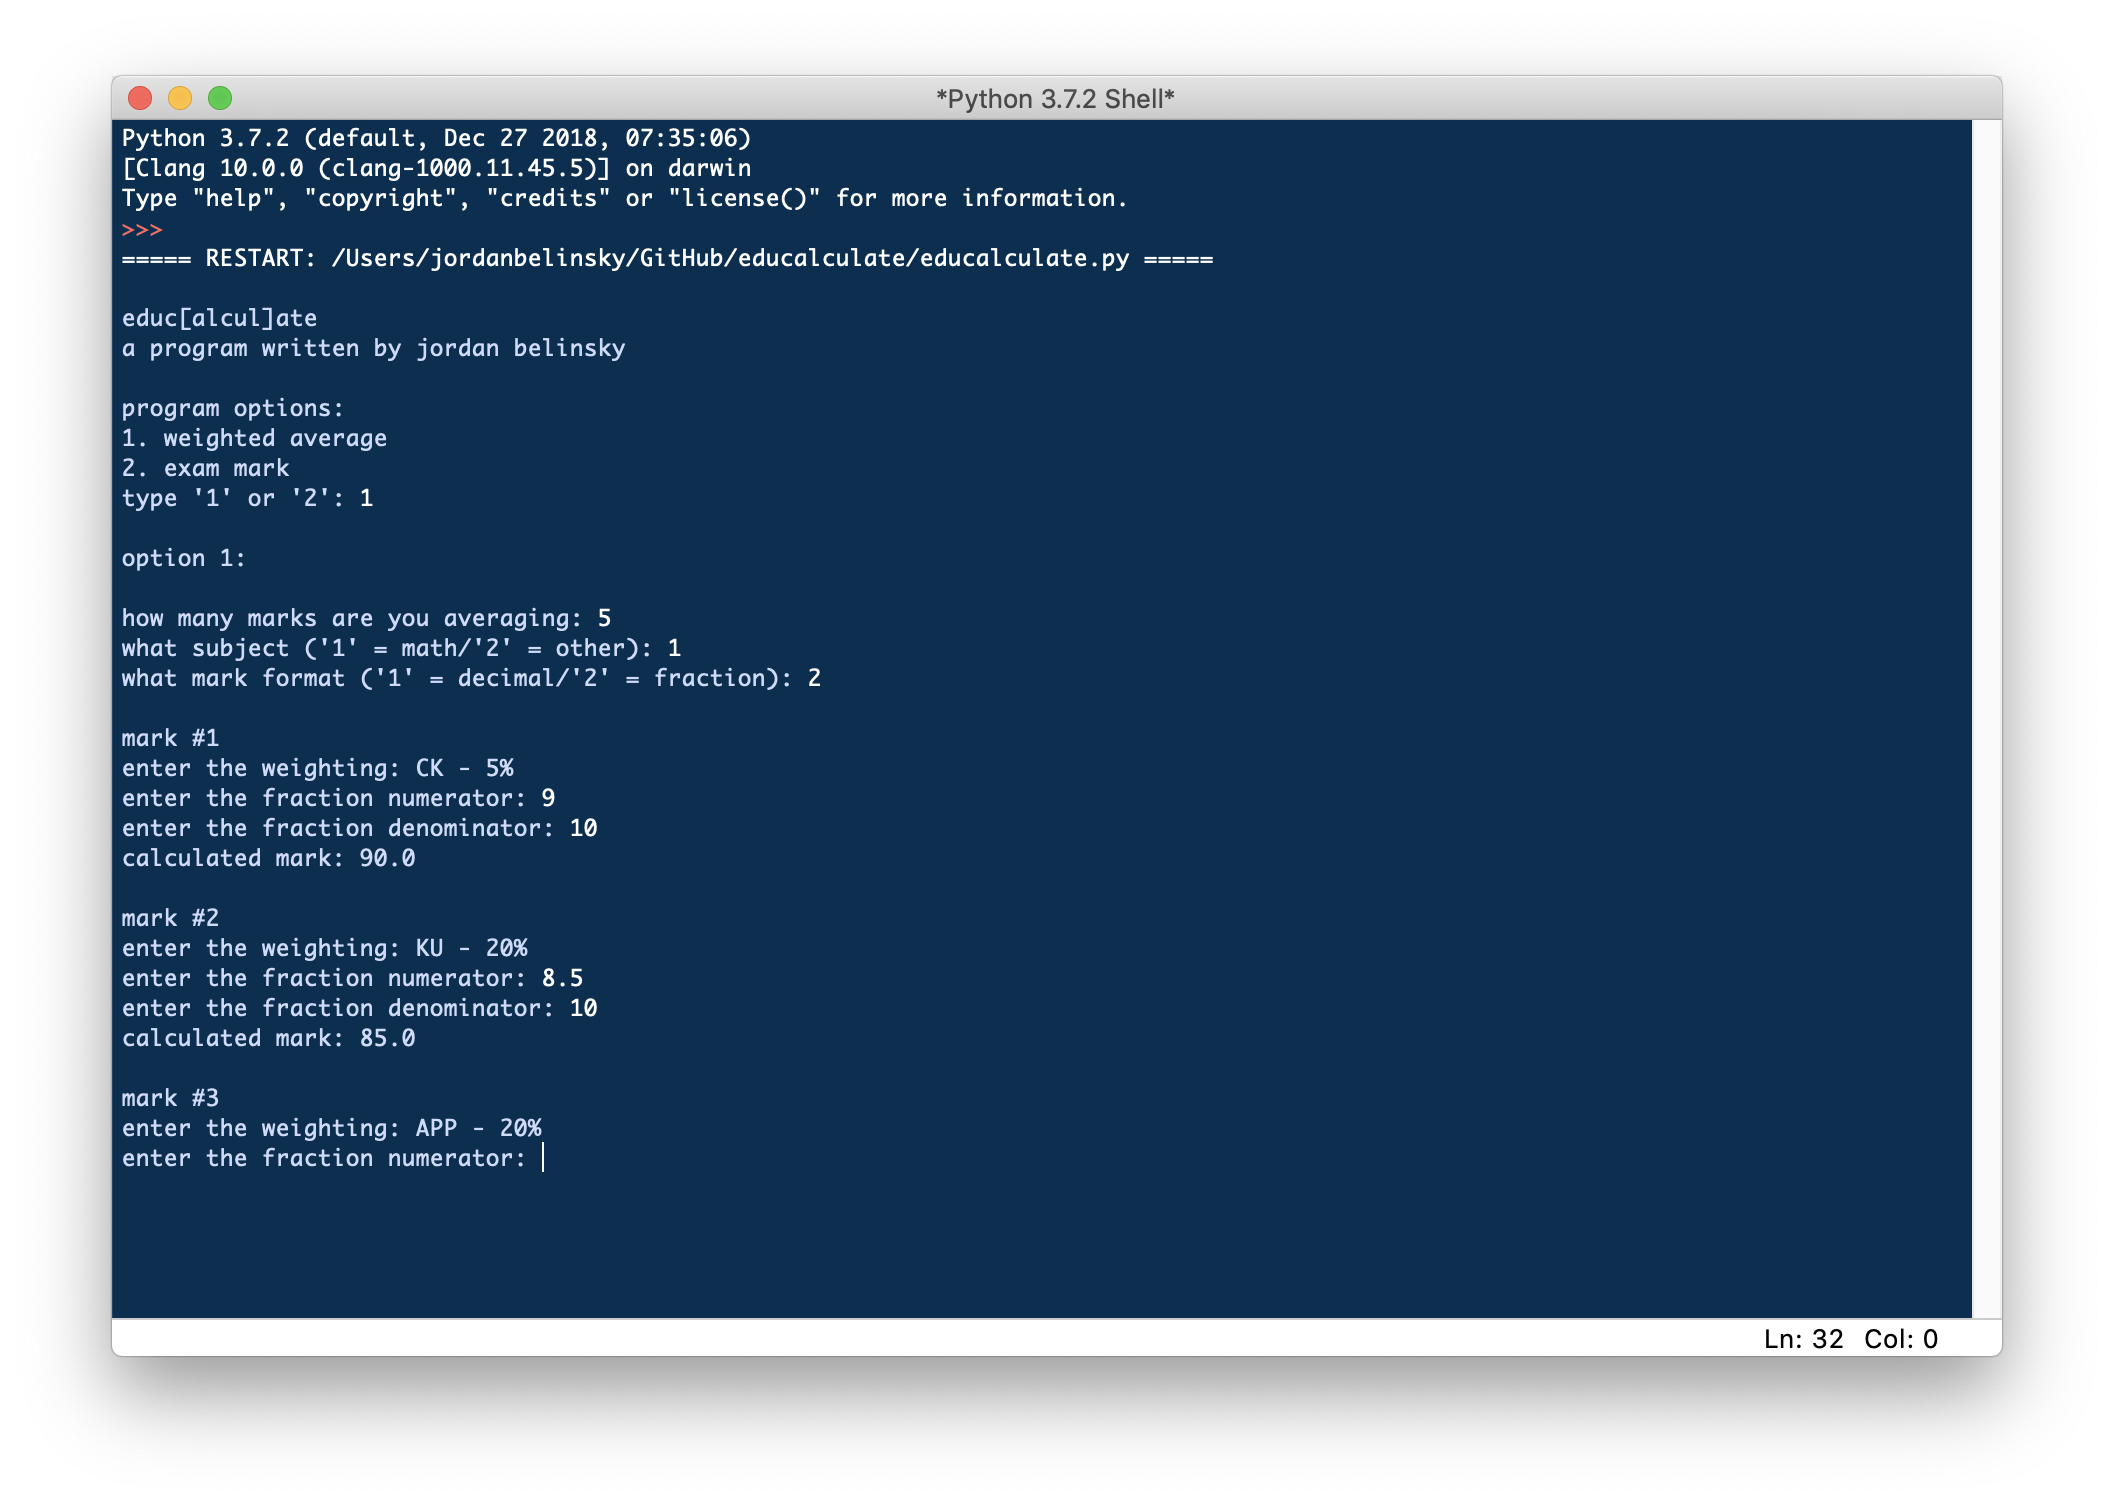 *Python 3.7.2 Shell*
Python 3.7.2 (default, Dec 27 2018, 07:35:06)
[Clang 10.0.0 (clang-1000.11.45.5)] on darwin
Type "help", "copyright", "credits" or "license()" for more information.
>>>
===== RESTART: /Users/jordanbelinsky/GitHub/educalculate/educalculate.py =====
educ[alcul]ate
a program written by jordan belinsky
program options:
1. weighted average
2. exam mark
type '1' or '2': 1
option 1:
how many marks are you averaging: 5
what subject ('1' = math/'2' = other): 1
what mark format ('1' = decimal/'2' = fraction): 2
mark #1
enter the weighting: CK - 5%
enter the fraction numerator: 9
enter the fraction denominator: 10
calculated mark: 90.0
mark #2
enter the weighting: KU - 20%
enter the fraction numerator: 8.5
enter the fraction denominator: 10
calculated mark: 85.0
mark #3
enter the weighting: APP - 20%
enter the fraction numerator:
Ln: 32 Col: 0